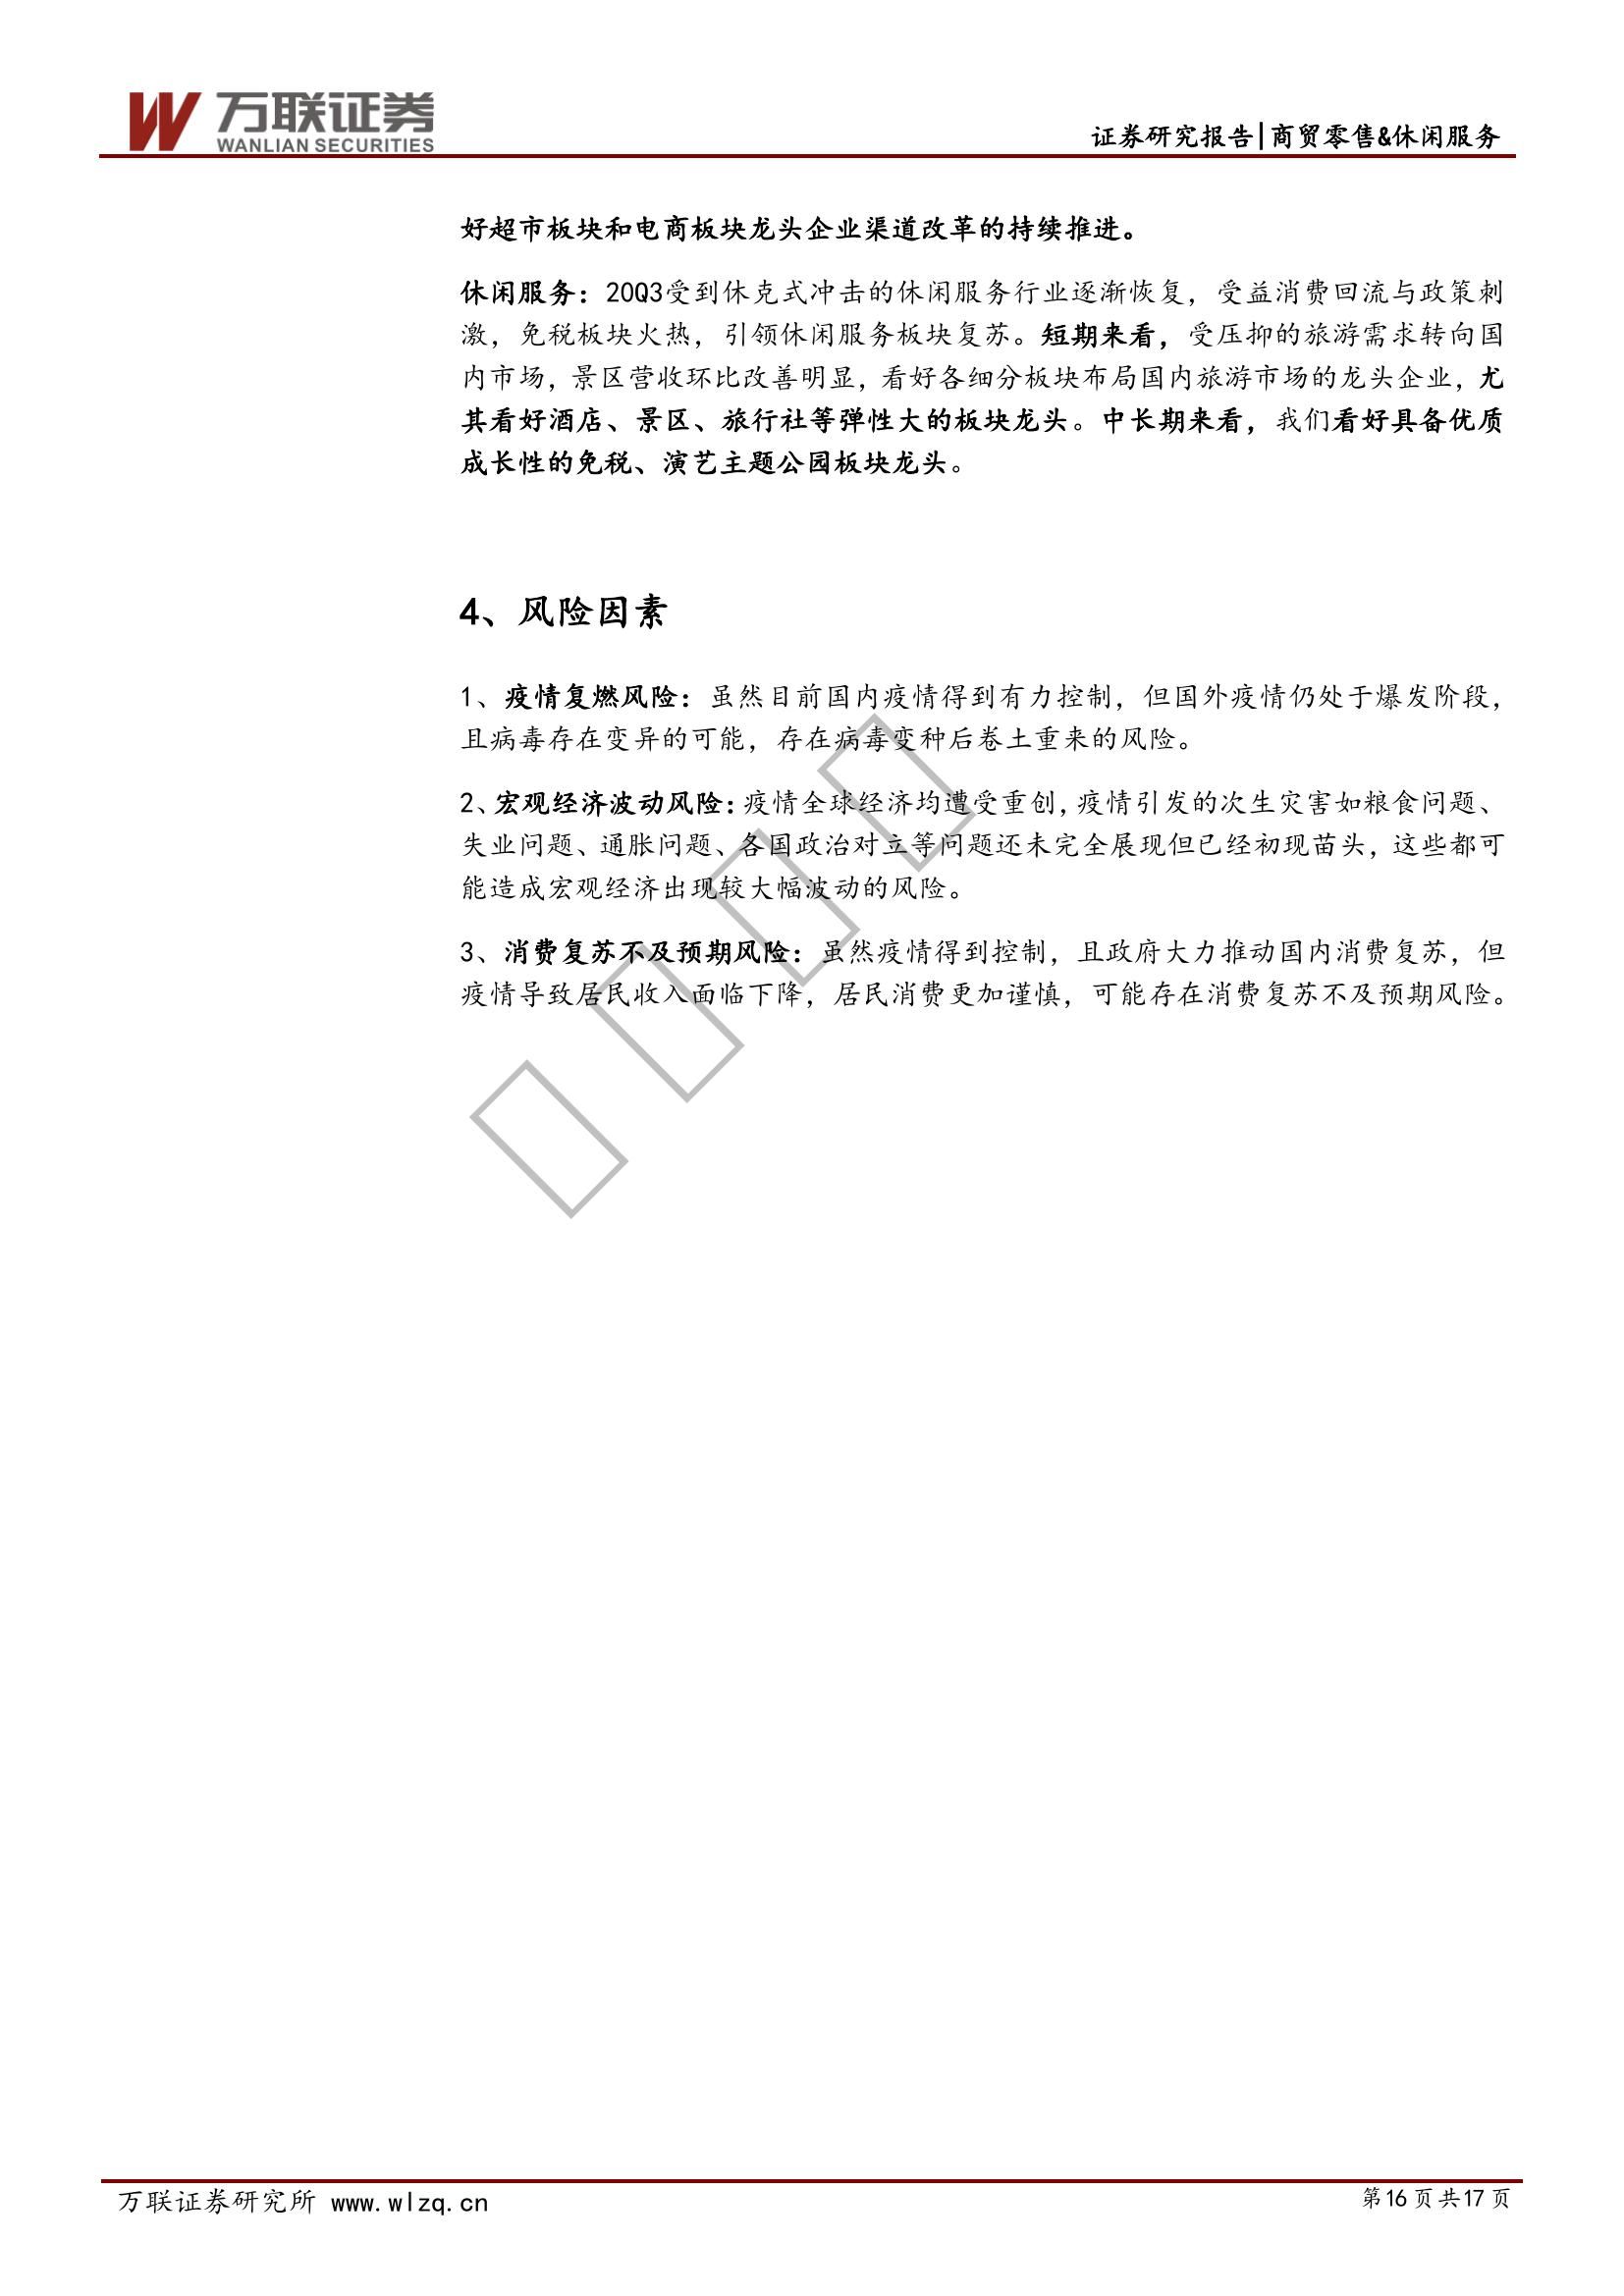 万联证券
WANLIAN SECURITIES
证券研究报告|商贸零售&休闲服务
好超市板块和电商板块龙头企业渠道改革的持续推进。
休闲服务：20Q3受到休克式冲击的休闲服务行业逐渐恢复，受益消费回流与政策刺
激，免税板块火热，引领休闲服务板块复苏。短期来看，受压抑的旅游需求转向国
内市场，景区营收环比改善明显，看好各细分板块布局国内旅游市场的龙头企业，尤
其看好酒店、景区、旅行社等弹性大的板块龙头。中长期来看，我们看好具备优质
成长性的免税、演艺主题公园板块龙头。
4、风险因素
1、疫情复燃风险：虽然目前国内疫情得到有力控制，但国外疫情仍处于爆发阶段，
且病毒存在变异的可能，存在病毒变种后卷土重来的风险。
2、宏观经济波动风险：疫情全球经济均遭受重创，疫情引发的次生灾害如粮食问题、
失业问题、通胀问题、各国政治对立等问题还未完全展现但已经初现苗头，这些都可
能造成宏观经济出现较大幅波动的风险。
3、消费复苏不及预期风险：虽然疫情得到控制，且政府大力推动国内消费复苏，但
疫情导致居民收入面临下降，居民消费更加谨慎，可能存在消费复苏不及预期风险。
万联证券研究所 www.wlzq.cn
第16页共17页